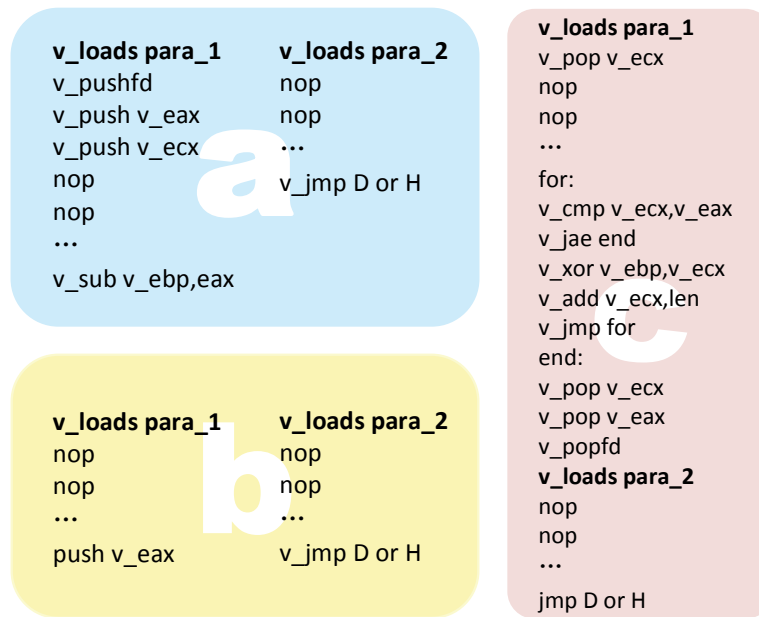 v_loads para_1
v_pushfd
v_push v_eax
v_push v_ecx
nop
nop
...
v_sub v_ebp,eax
v_loads para_2
nop
nop
...
v_jmp D or H
a
v_loads para_1
nop
nop
...
push v_eax
v_loads para_2
nop
nop
...
v_jmp D or H
b
v_loads para_1
v_pop v_ecx
nop
nop
...
for:
v_cmp v_ecx,v_eax
v_jae end
v_xor v_ebp,v_ecx
v_add v_ecx,len
v_jmp for
end:
v_pop v_ecx
v_pop v_eax
v_popfd
v_loads para_2
nop
nop
...
jmp D or H
c